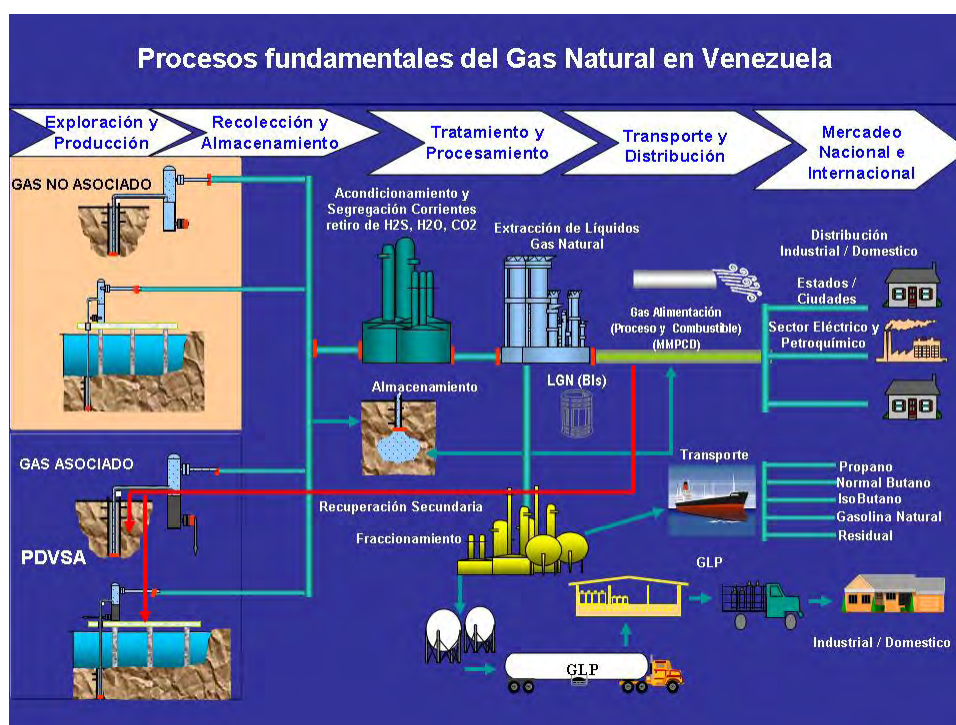 Procesos fundamentales del Gas Natural en Venezuela
Exploración y
Producción
Recolección y
Almacenamiento
Tratamiento y
Procesamiento
Transporte y
Distribución
Mercadeo
Nacional e
Internacional
GAS NO ASOCIADO
Acondicionamiento y
Segregación Corrientes
retiro de H2S, H2O, CO2
Extracción de Líquidos
Gas Natural
Distribución
Industrial / Domestico
Estados /
Ciudades
Gas Alimentación
(Proceso y Combustible)
(MMPCD)
Sector Eléctrico y
Petroquímico
Almacenamiento
LGN (Bls)
GAS ASOCIADO
Transporte
Propano
Normal Butano
IsoButano
Gasolina Natural
Residual
Recuperación Secundaria
Fraccionamiento
PDVSA
GLP
GLP
Industrial / Domestico